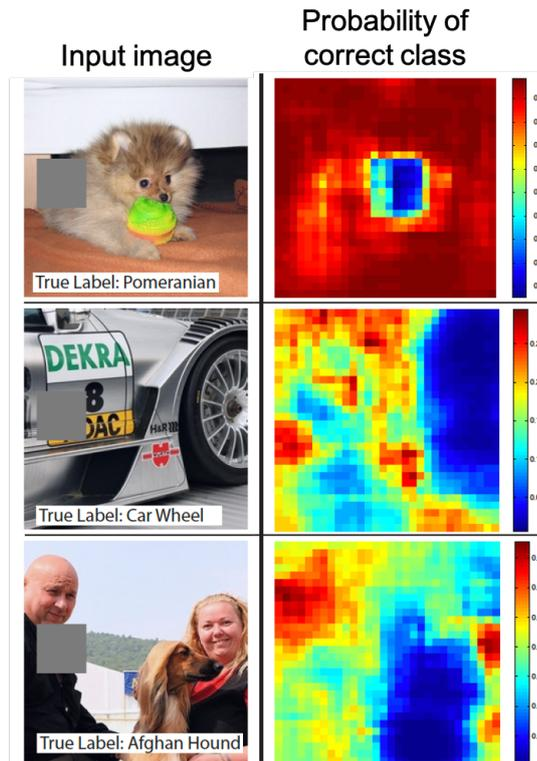 Input image
Probability of
correct class
True Label: Pomeranian
DEKRA
8
DAC
H&R
True Label: Car Wheel
True Label: Afghan Hound